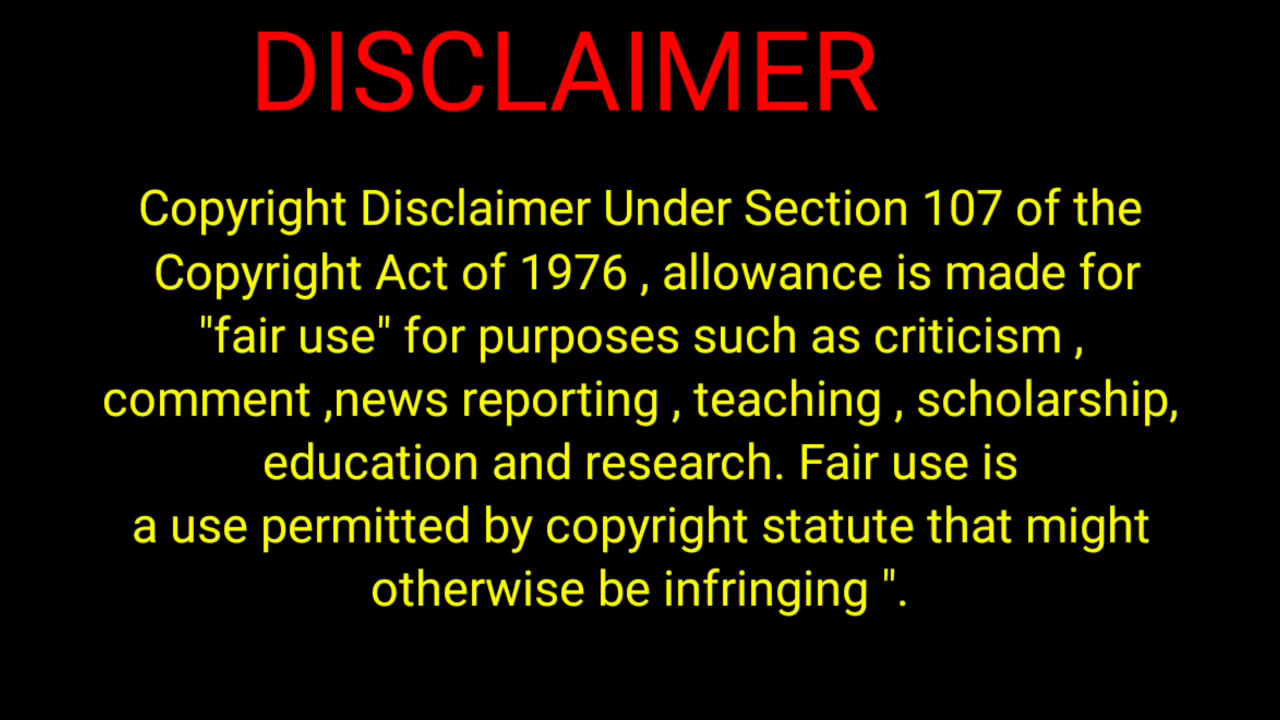 DISCLAIMER
Copyright Disclaimer Under Section 107 of the
Copyright Act of 1976 , allowance is made for
"fair use" for purposes such as criticism ,
comment ,news reporting , teaching , scholarship,
education and research. Fair use is
a use permitted by copyright statute that might
otherwise be infringing ".